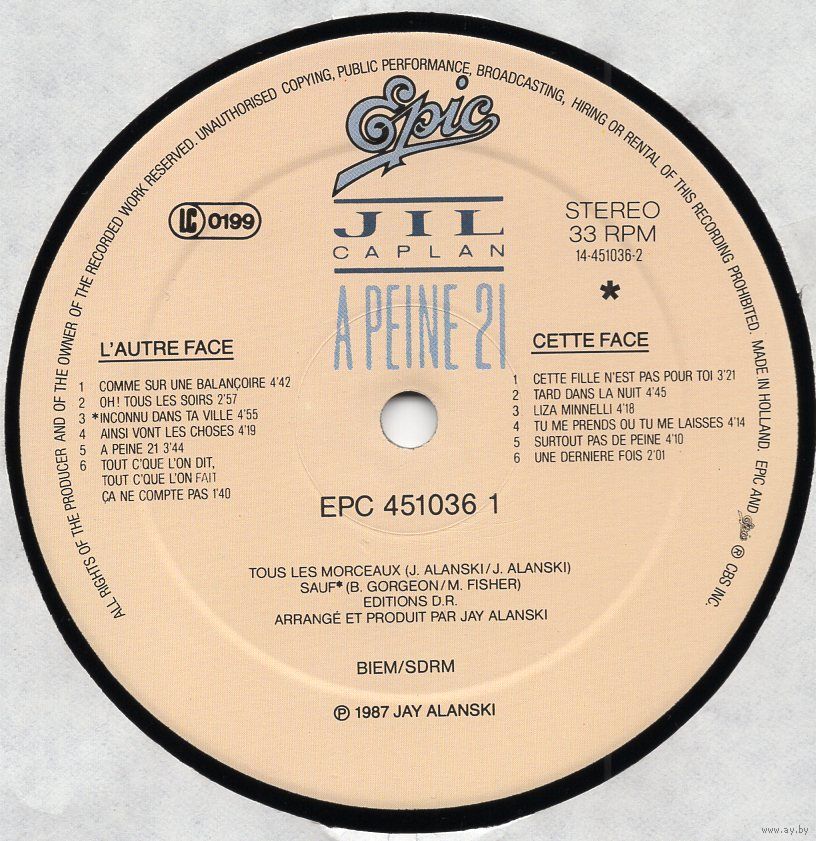 ALL RIGHTS OF THE PRODUCER AND OF THE OWNER OF THE RECORDED WORK RESERVED. UNAUTHORISED COPYING, PUBLIC PERFORMANCE, BROADCASTING, HIRING OR RENTAL OF THIS RECORDING PROHIBITED. MADE IN HOLLAND. EPIC AND Epic ® CBS INC.
Epic
LC 0199
JIL
CAPLAN
A PEINE 21
STEREO
33 RPM
14-451036-2
*
L'AUTRE FACE
1 COMME SUR UNE BALANÇOIRE 4'42
2 OH! TOUS LES SOIRS 2'57
3 *INCONNU DANS TA VILLE 4'55
4 AINSI VONT LES CHOSES 4'19
5 A PEINE 21 3'44
6 TOUT C'QUE L'ON DIT,
TOUT C'QUE L'ON FAIT
ÇA NE COMPTE PAS 1'40
CETTE FACE
1 CETTE FILLE N'EST PAS POUR TOI 3'21
2 TARD DANS LA NUIT 4'45
3 LIZA MINNELLI 4'18
4 TU ME PRENDS OU TU ME LAISSES 4'14
5 SURTOUT PAS DE PEINE 4'10
6 UNE DERNIERE FOIS 2'01
EPC 451036 1
TOUS LES MORCEAUX (J. ALANSKI/J. ALANSKI)
SAUF* (B. GORGEON/M. FISHER)
EDITIONS D.R.
ARRANGÉ ET PRODUIT PAR JAY ALANSKI
BIEM/SDRM
℗ 1987 JAY ALANSKI
www.ay.by